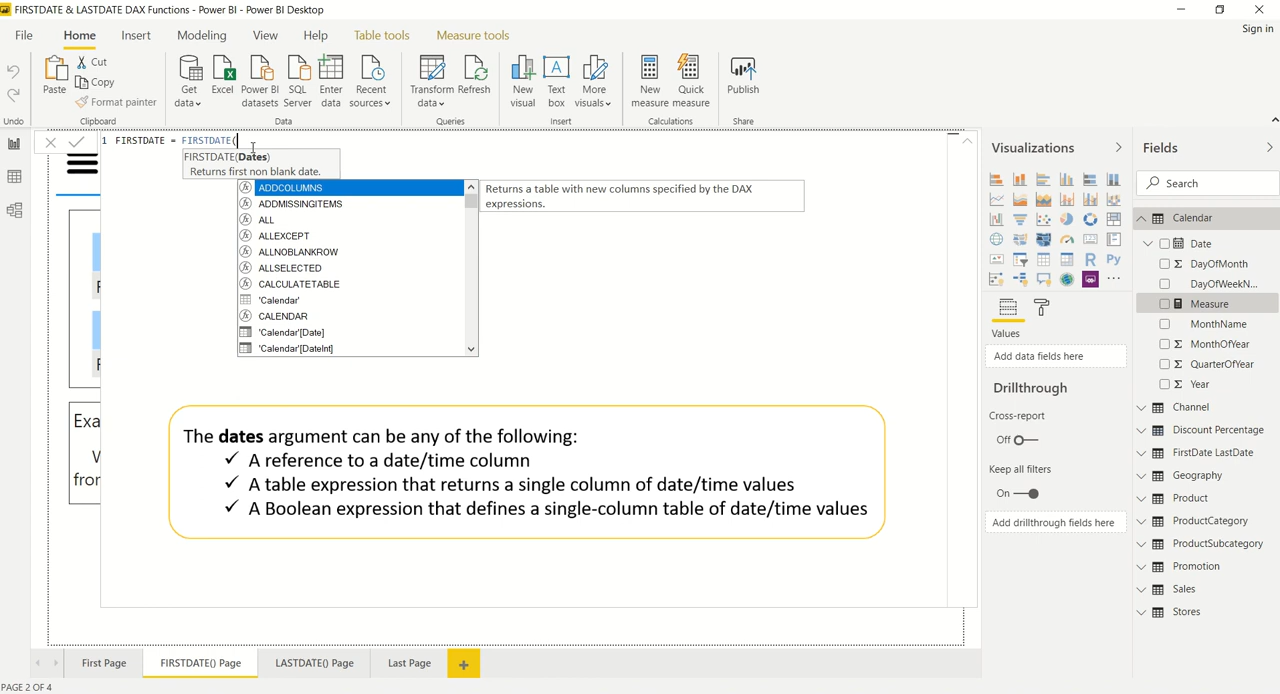 FIRSTDATE & LASTDATE DAX Functions - Power BI - Power BI Desktop
Sign in
File Home Insert Modeling View Help Table tools Measure tools
Undo
Paste
Cut
Copy
Format painter
Clipboard
Get data
Excel
Power BI datasets
SQL Server
Enter data
Recent sources
Data
Transform data
Refresh
Queries
New visual
Text box
More visuals
Insert
New measure
Quick measure
Calculations
Publish
Share
1 FIRSTDATE = FIRSTDATE(
FIRSTDATE(Dates)
Returns first non blank date.
ADDCOLUMNS
Returns a table with new columns specified by the DAX
expressions.
ADDMISSINGITEMS
ALL
ALLEXCEPT
ALLNOBLANKROW
ALLSELECTED
CALCULATETABLE
'Calendar'
CALENDAR
'Calendar'[Date]
'Calendar'[DateInt]
F
F
Exa
W
fror
The dates argument can be any of the following:
✓ A reference to a date/time column
✓ A table expression that returns a single column of date/time values
✓ A Boolean expression that defines a single-column table of date/time values
Visualizations
R Py
123
Values
Add data fields here
Drillthrough
Cross-report
Off
Keep all filters
On
Add drillthrough fields here
Fields
Search
Calendar
Date
DayOfMonth
DayOfWeekN...
Measure
MonthName
MonthOfYear
QuarterOfYear
Year
Channel
Discount Percentage
FirstDate LastDate
Geography
Product
ProductCategory
ProductSubcategory
Promotion
Sales
Stores
First Page FIRSTDATE() Page LASTDATE() Page Last Page
PAGE 2 OF 4